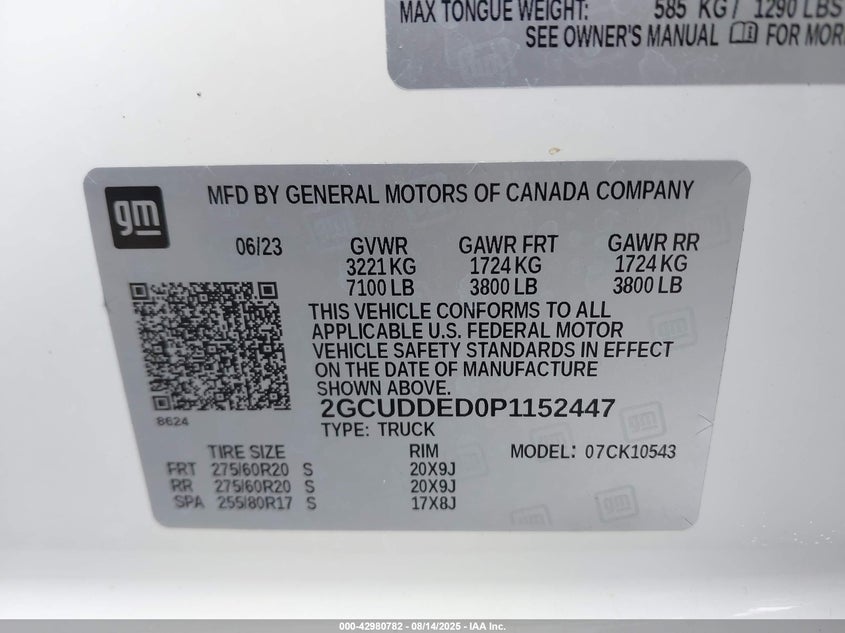 MAX TONGUE WEIGHT: 585 KG / 1290 LBS
SEE OWNER'S MANUAL FOR
gm
MFD BY GENERAL MOTORS OF CANADA COMPANY
06/23 GVWR GAWR FRT GAWR RR
3221 KG 1724 KG 1724 KG
7100 LB 3800 LB 3800 LB
THIS VEHICLE CONFORMS TO ALL
APPLICABLE U.S. FEDERAL MOTOR
VEHICLE SAFETY STANDARDS IN EFFECT
ON THE DATE OF MANUFACTURE
SHOWN ABOVE.
8624
2GCUDDED0P1152447
TYPE: TRUCK
TIRE SIZE RIM MODEL: 07CK10543
FRT 275/60R20 S 20X9J
RR 275/60R20 S 20X9J
SPA 255/80R17 S 17X8J
000-42980782 - 08/14/2025 - IAA Inc.